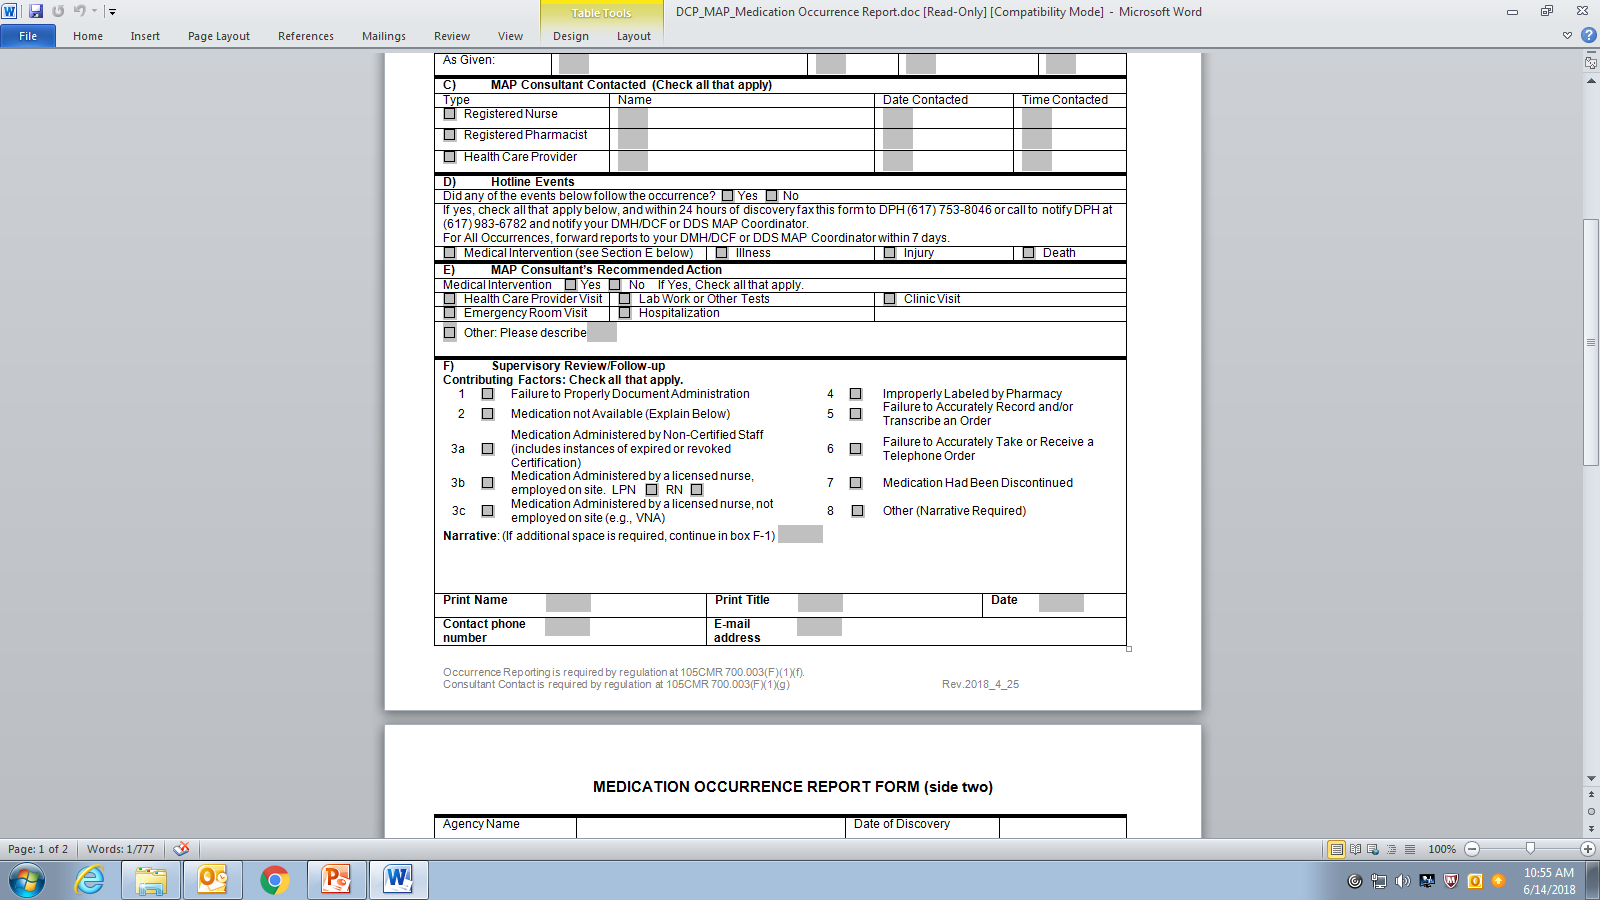 Table Tools
DCP_MAP_Medication Occurrence Report.doc [Read-Only] [Compatibility Mode] - Microsoft Word
File Home Insert Page Layout References Mailings Review View Design Layout
As Given:
C) MAP Consultant Contacted (Check all that apply)
Type Name Date Contacted Time Contacted
Registered Nurse
Registered Pharmacist
Health Care Provider
D) Hotline Events
Did any of the events below follow the occurrence? Yes No
If yes, check all that apply below, and within 24 hours of discovery fax this form to DPH (617) 753-8046 or call to notify DPH at
(617) 983-6782 and notify your DMH/DCF or DDS MAP Coordinator.
For All Occurrences, forward reports to your DMH/DCF or DDS MAP Coordinator within 7 days.
Medical Intervention (see Section E below) Illness Injury Death
E) MAP Consultant's Recommended Action
Medical Intervention Yes No If Yes, Check all that apply.
Health Care Provider Visit Lab Work or Other Tests Clinic Visit
Emergency Room Visit Hospitalization
Other: Please describe
F) Supervisory Review/Follow-up
Contributing Factors: Check all that apply.
1 Failure to Properly Document Administration
4 Improperly Labeled by Pharmacy
2 Medication not Available (Explain Below)
5 Failure to Accurately Record and/or
Transcribe an Order
3a Medication Administered by Non-Certified Staff
(includes instances of expired or revoked
Certification)
6 Failure to Accurately Take or Receive a
Telephone Order
3b Medication Administered by a licensed nurse,
employed on site. LPN RN
7 Medication Had Been Discontinued
3c Medication Administered by a licensed nurse, not
employed on site (e.g., VNA)
8 Other (Narrative Required)
Narrative: (If additional space is required, continue in box F-1)
Print Name Print Title Date
Contact phone
number
E-mail
address
Occurrence Reporting is required by regulation at 105CMR 700.003(F)(1)(f).
Consultant Contact is required by regulation at 105CMR 700.003(F)(1)(g) Rev.2018_4_25
MEDICATION OCCURRENCE REPORT FORM (side two)
Agency Name Date of Discovery
Page: 1 of 2 Words: 1/777 100%
10:55 AM
6/14/2018